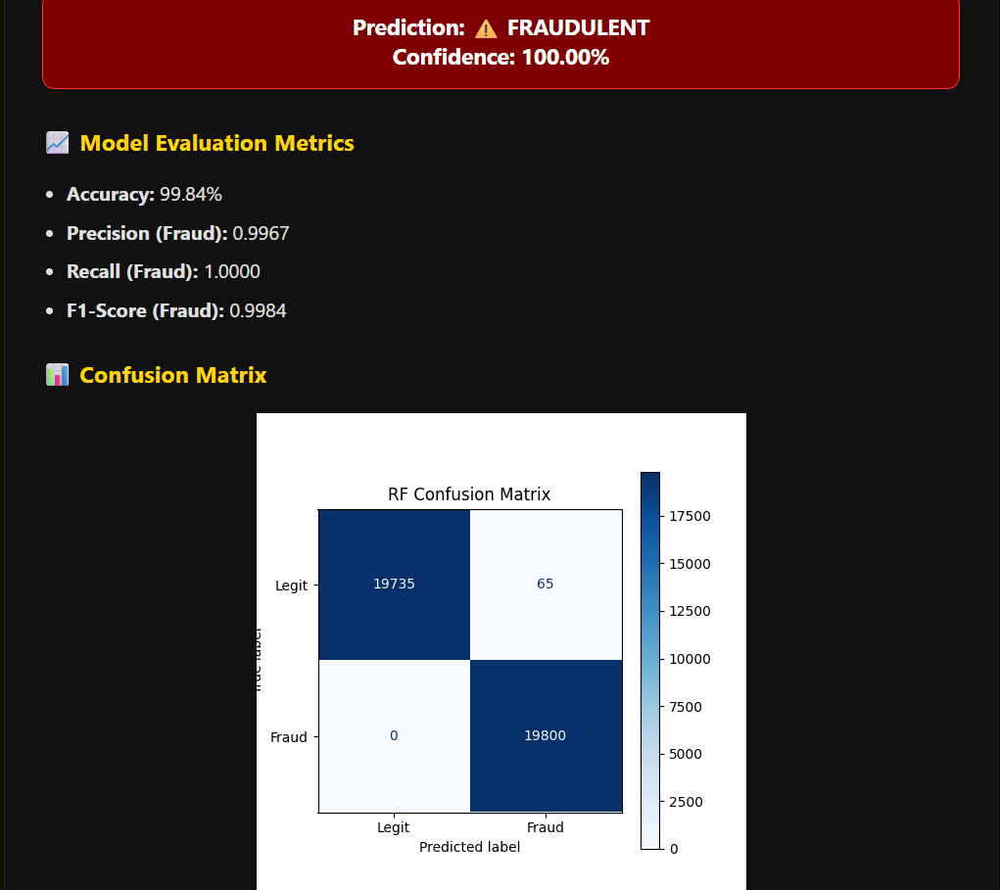 Prediction: ⚠️ FRAUDULENT
Confidence: 100.00%
Model Evaluation Metrics
Accuracy: 99.84%
Precision (Fraud): 0.9967
Recall (Fraud): 1.0000
F1-Score (Fraud): 0.9984
Confusion Matrix
RF Confusion Matrix
Legit
19735
65
Fraud
0
19800
Legit
Fraud
Predicted label
17500
15000
12500
10000
7500
5000
2500
0